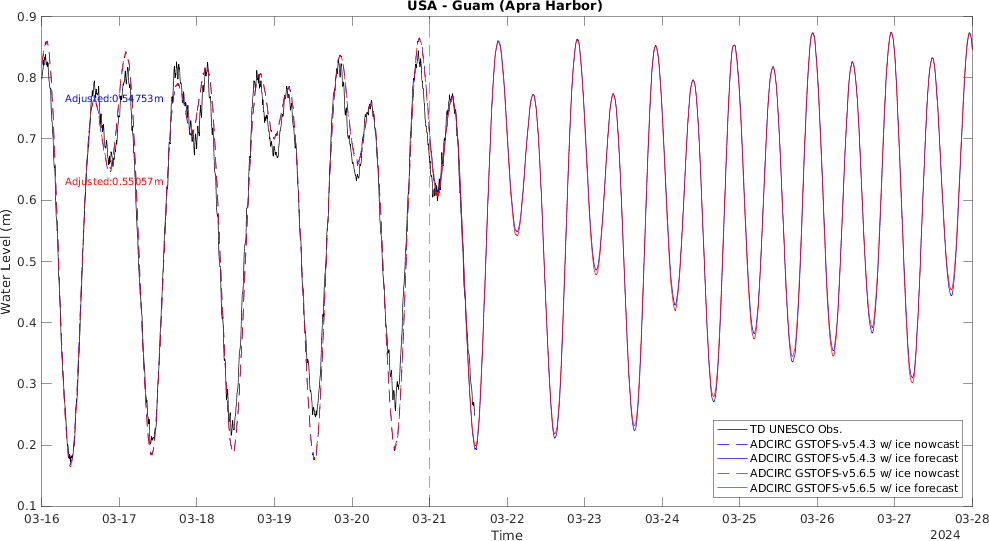 USA - Guam (Apra Harbor)
0.9
0.8
Adjusted:0.54753m
0.7
Adjusted:0.55057m
0.6
Water Level (m)
0.5
0.4
0.3
TD UNESCO Obs.
ADCIRC GSTOFS-v5.4.3 w/ ice nowcast
0.2
ADCIRC GSTOFS-v5.4.3 w/ ice forecast
ADCIRC GSTOFS-v5.6.5 w/ ice nowcast
ADCIRC GSTOFS-v5.6.5 w/ ice forecast
0.1
03-16 03-17 03-18 03-19 03-20 03-21 03-22 03-23 03-24 03-25 03-26 03-27 03-28
Time
2024